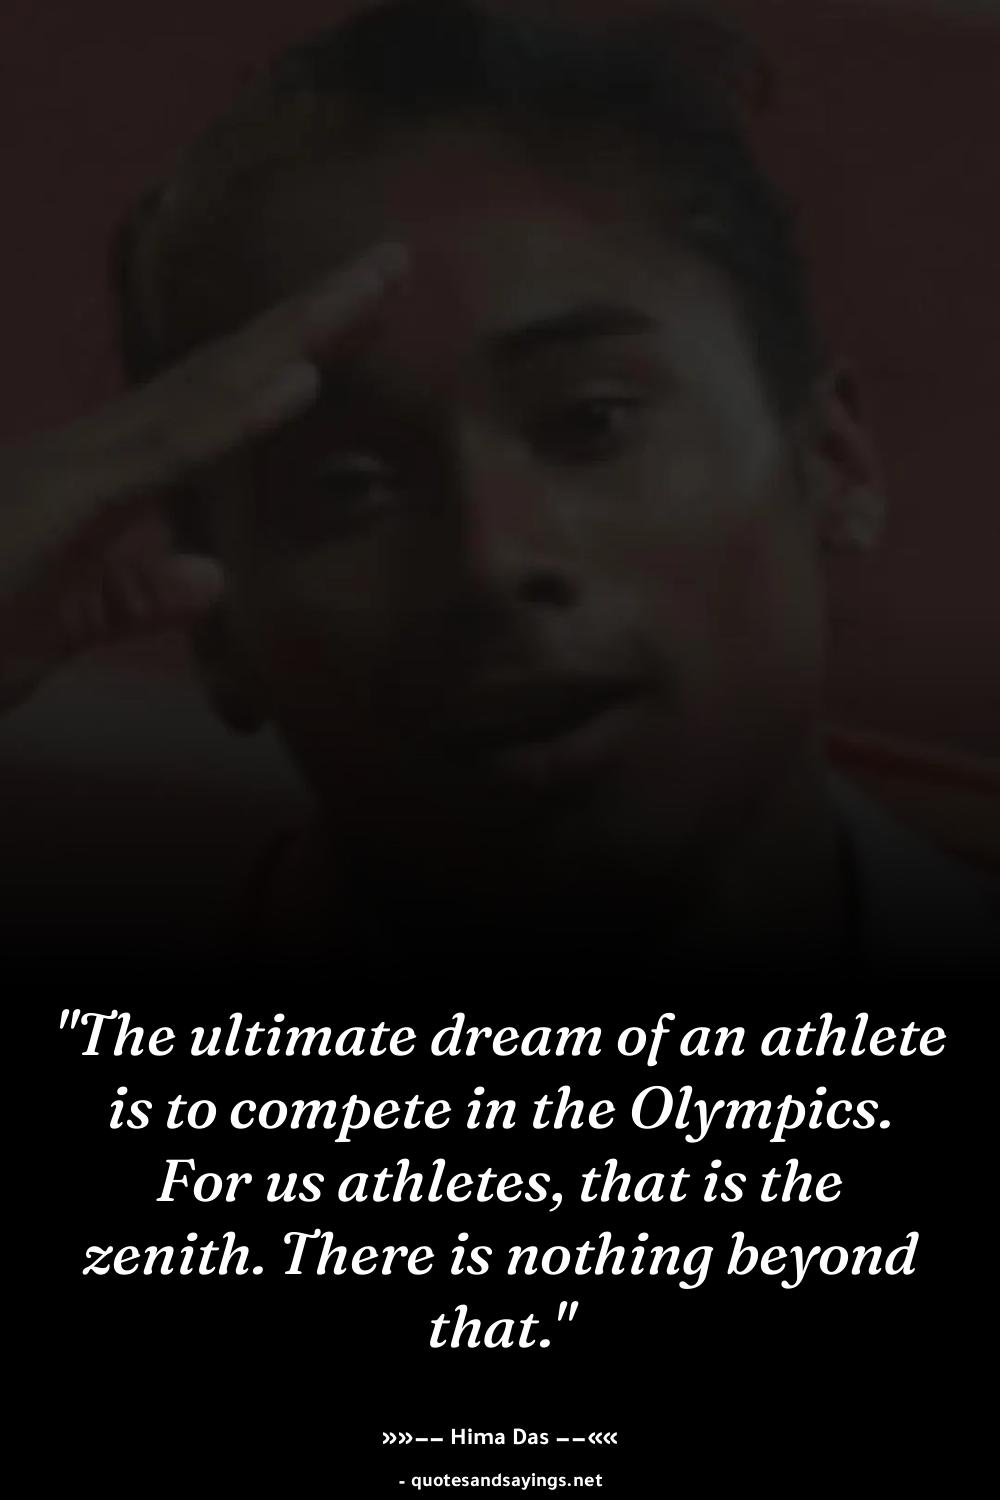 "The ultimate dream of an athlete
is to compete in the Olympics.
For us athletes, that is the
zenith. There is nothing beyond
that."
»»−− Hima Das −−««
- quotesandsayings.net